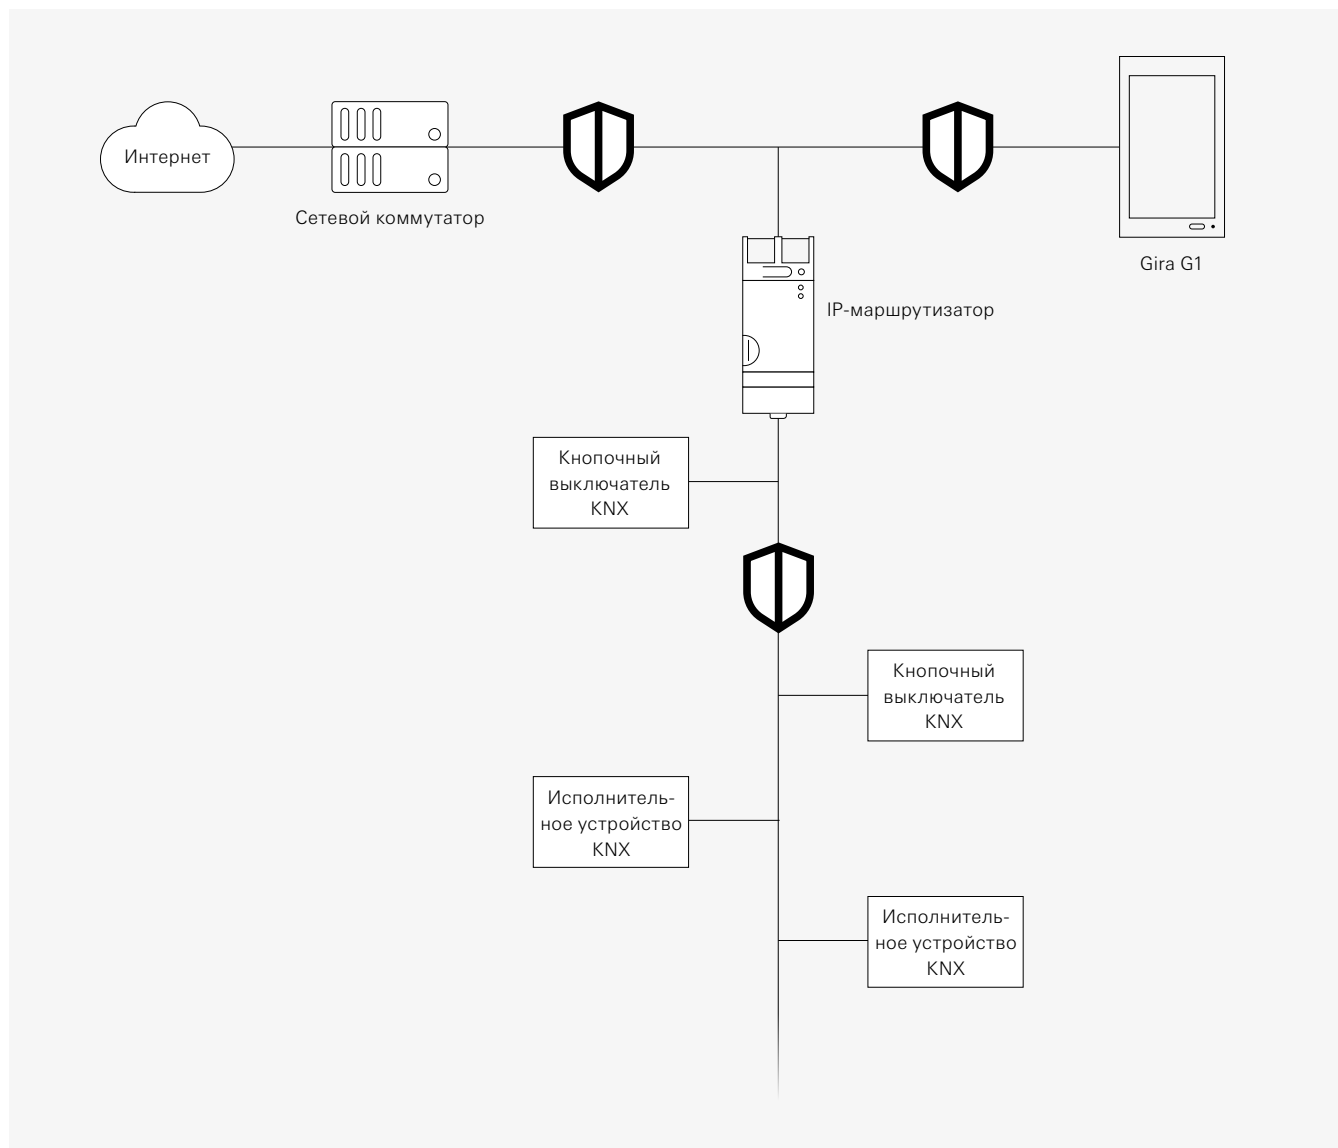 Интернет
Сетевой коммутатор
Gira G1
IP-маршрутизатор
Кнопочный
выключатель
KNX
Кнопочный
выключатель
KNX
Исполнитель-
ное устройство
KNX
Исполнитель-
ное устройство
KNX